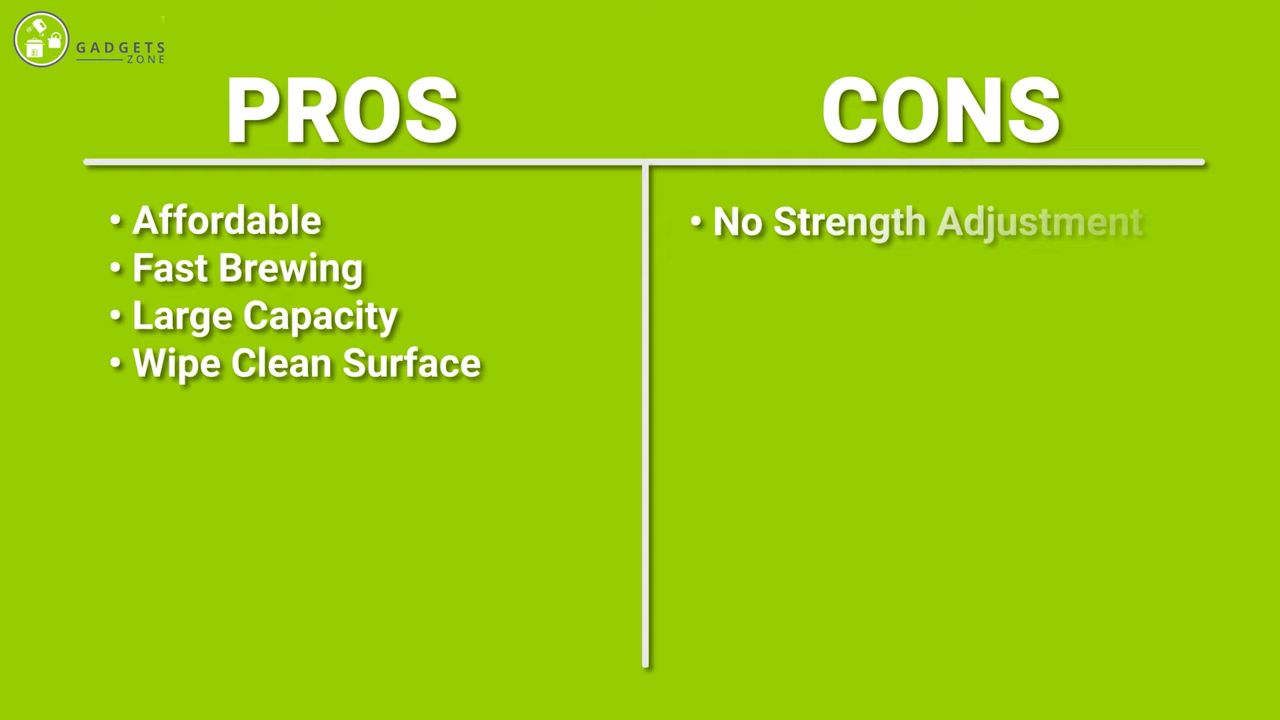 GADGETS
ZONE
PROS
CONS
• Affordable
• Fast Brewing
• Large Capacity
• Wipe Clean Surface
• No Strength Adjustment